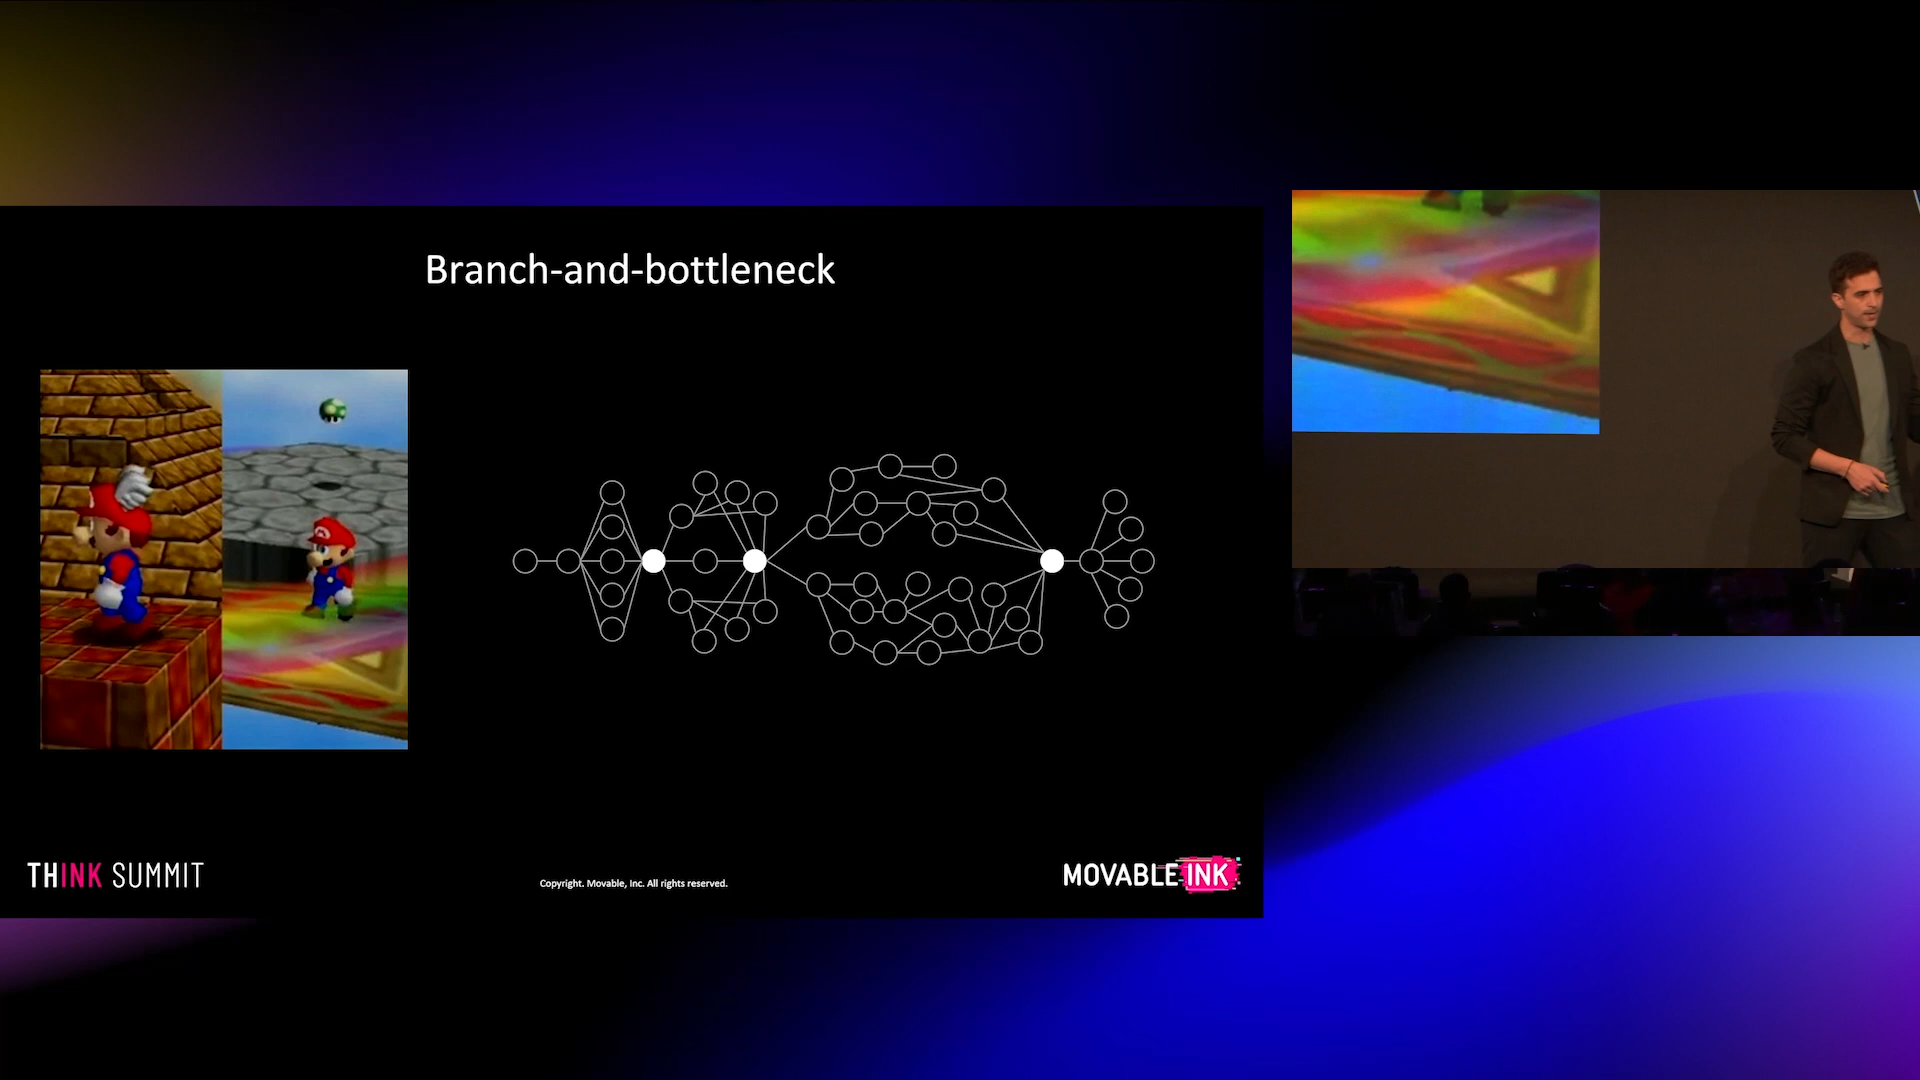 Branch-and-bottleneck
THINK SUMMIT
Copyright. Movable, Inc. All rights reserved.
MOVABLE INK